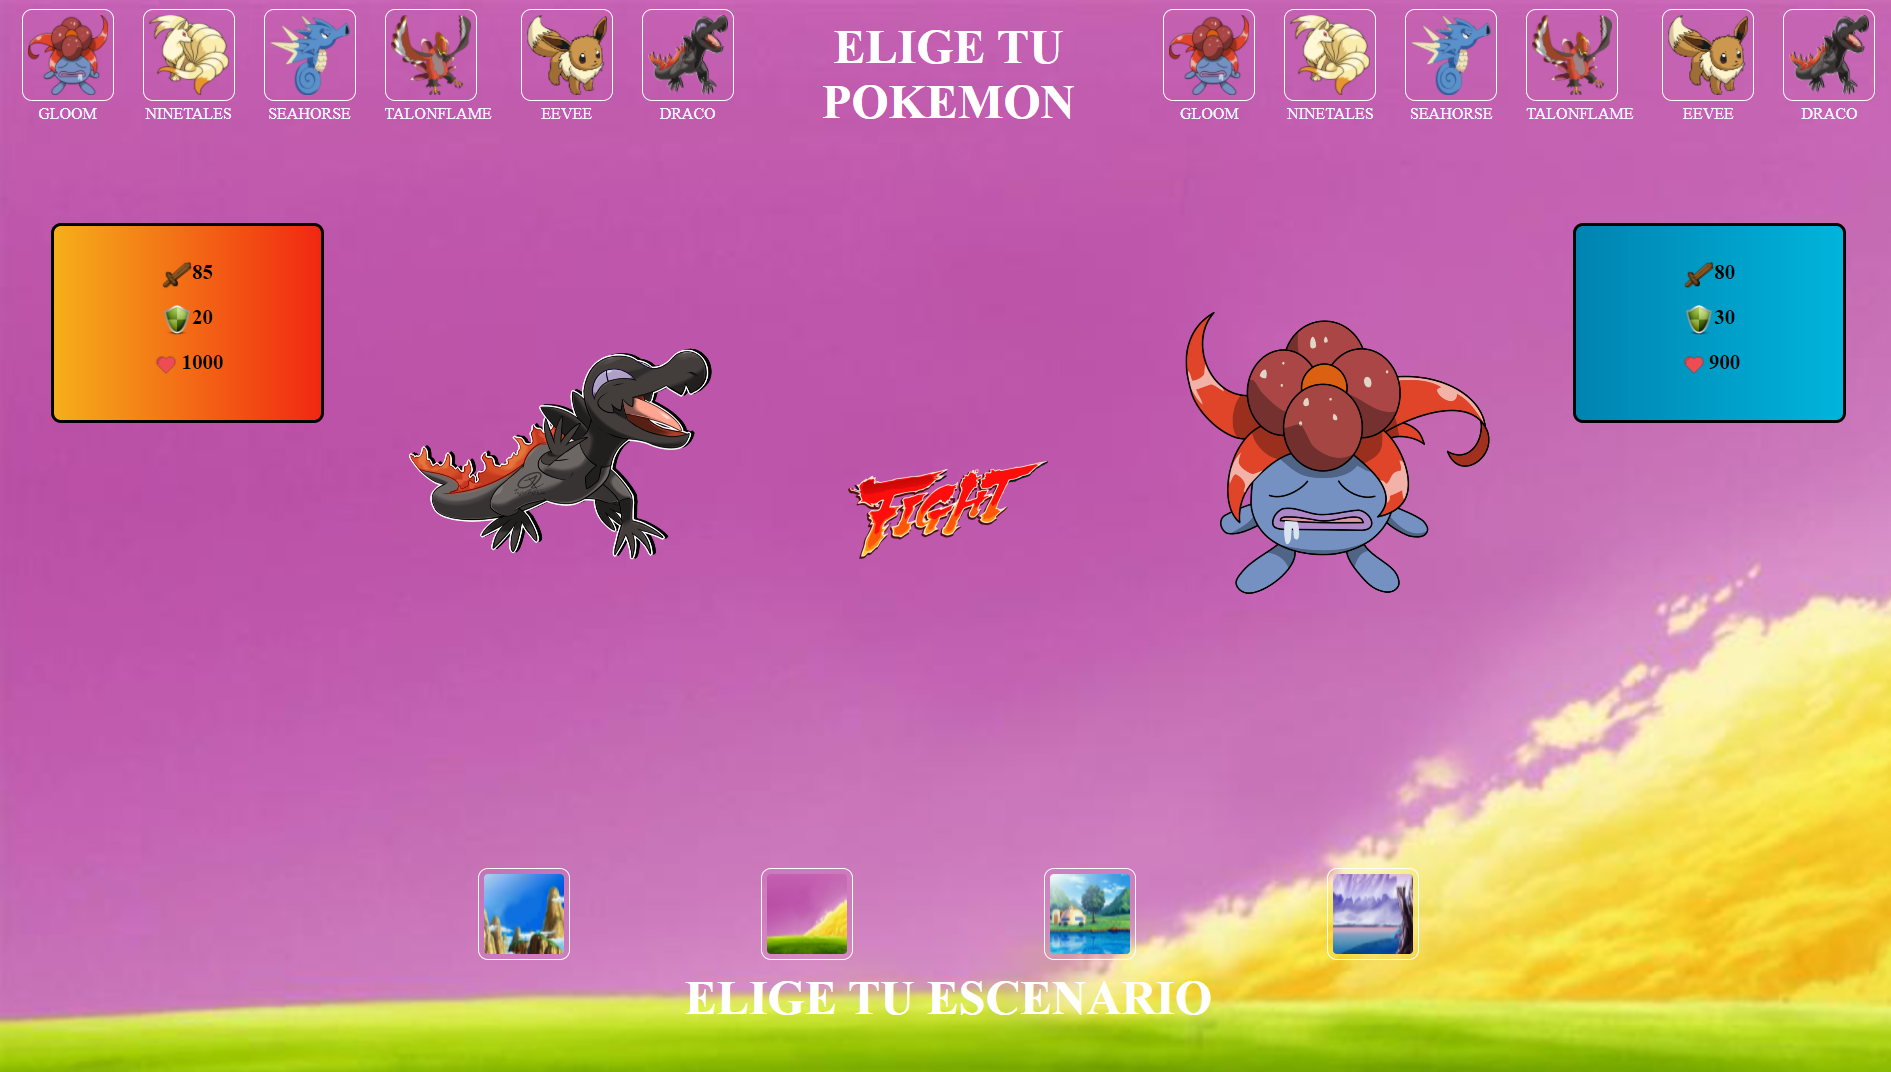 GLOOM NINETALES SEAHORSE TALONFLAME EEVEE DRACO
ELIGE TU
POKEMON
GLOOM NINETALES SEAHORSE TALONFLAME EEVEE DRACO
85
20
1000
80
30
900
FIGHT
ELIGE TU ESCENARIO